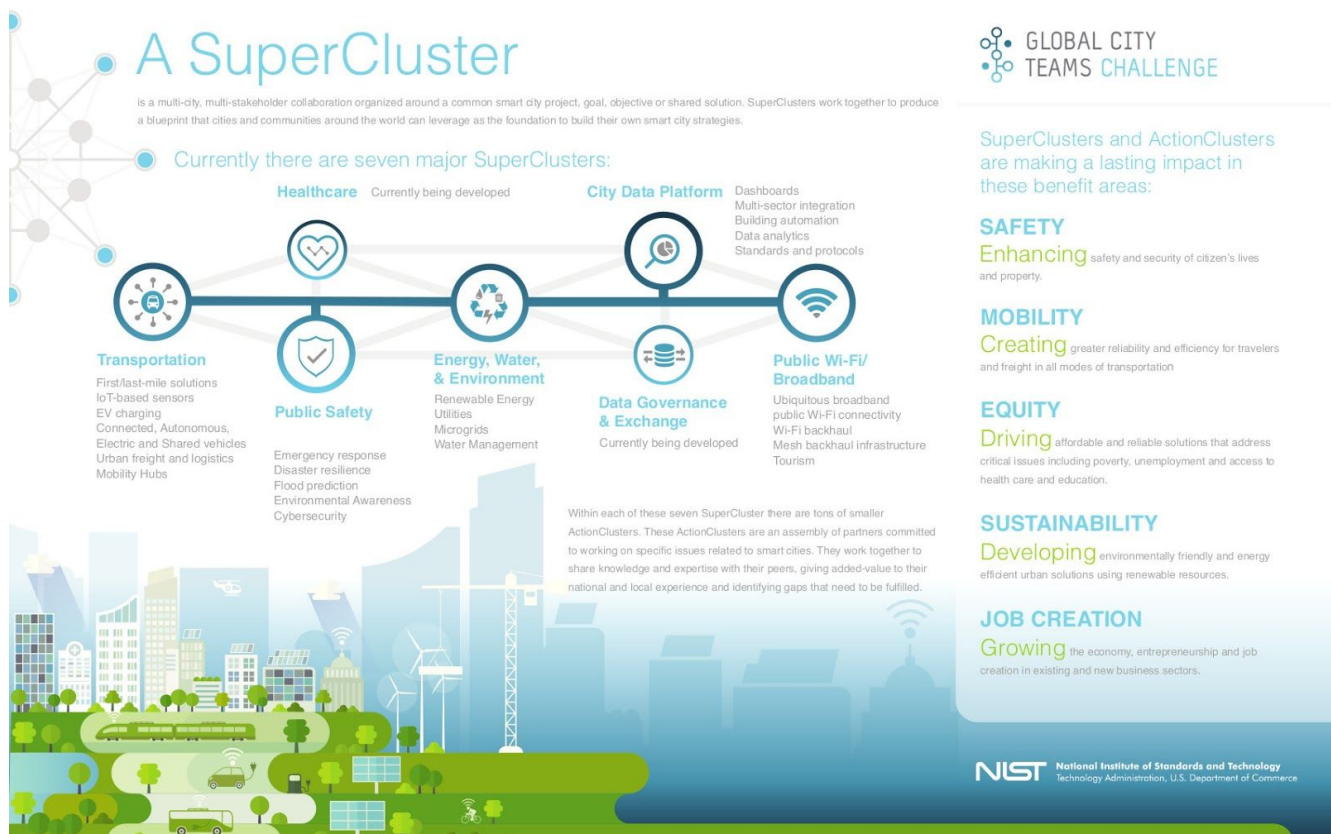 A SuperCluster
is a multi-city, multi-stakeholder collaboration organized around a common smart city project, goal, objective or shared solution. SuperClusters work together to produce
a blueprint that cities and communities around the world can leverage as the foundation to build their own smart city strategies.
Currently there are seven major SuperClusters:
Healthcare
Currently being developed
City Data Platform
Dashboards
Multi-sector integration
Building automation
Data analytics
Standards and protocols
Transportation
First/last-mile solutions
IoT-based sensors
EV charging
Connected, Autonomous,
Electric and Shared vehicles
Urban freight and logistics
Mobility Hubs
Public Safety
Emergency response
Disaster resilience
Flood prediction
Environmental Awareness
Cybersecurity
Energy, Water,
& Environment
Renewable Energy
Utilities
Microgrids
Water Management
Data Governance
& Exchange
Currently being developed
Public Wi-Fi/
Broadband
Ubiquitous broadband
public Wi-Fi connectivity
Wi-Fi backhaul
Mesh backhaul infrastructure
Tourism
Within each of these seven SuperCluster there are tons of smaller
ActionClusters. These ActionClusters are an assembly of partners committed
to working on specific issues related to smart cities. They work together to
share knowledge and expertise with their peers, giving added-value to their
national and local experience and identifying gaps that need to be fulfilled.
GLOBAL CITY
TEAMS CHALLENGE
SuperClusters and ActionClusters
are making a lasting impact in
these benefit areas:
SAFETY
Enhancing safety and security of citizen's lives
and property.
MOBILITY
Creating greater reliability and efficiency for travelers
and freight in all modes of transportation
EQUITY
Driving affordable and reliable solutions that address
critical issues including poverty, unemployment and access to
health care and education.
SUSTAINABILITY
Developing environmentally friendly and energy
efficient urban solutions using renewable resources.
JOB CREATION
Growing the economy, entrepreneurship and job
creation in existing and new business sectors.
NIST
National Institute of Standards and Technology
Technology Administration, U.S. Department of Commerce